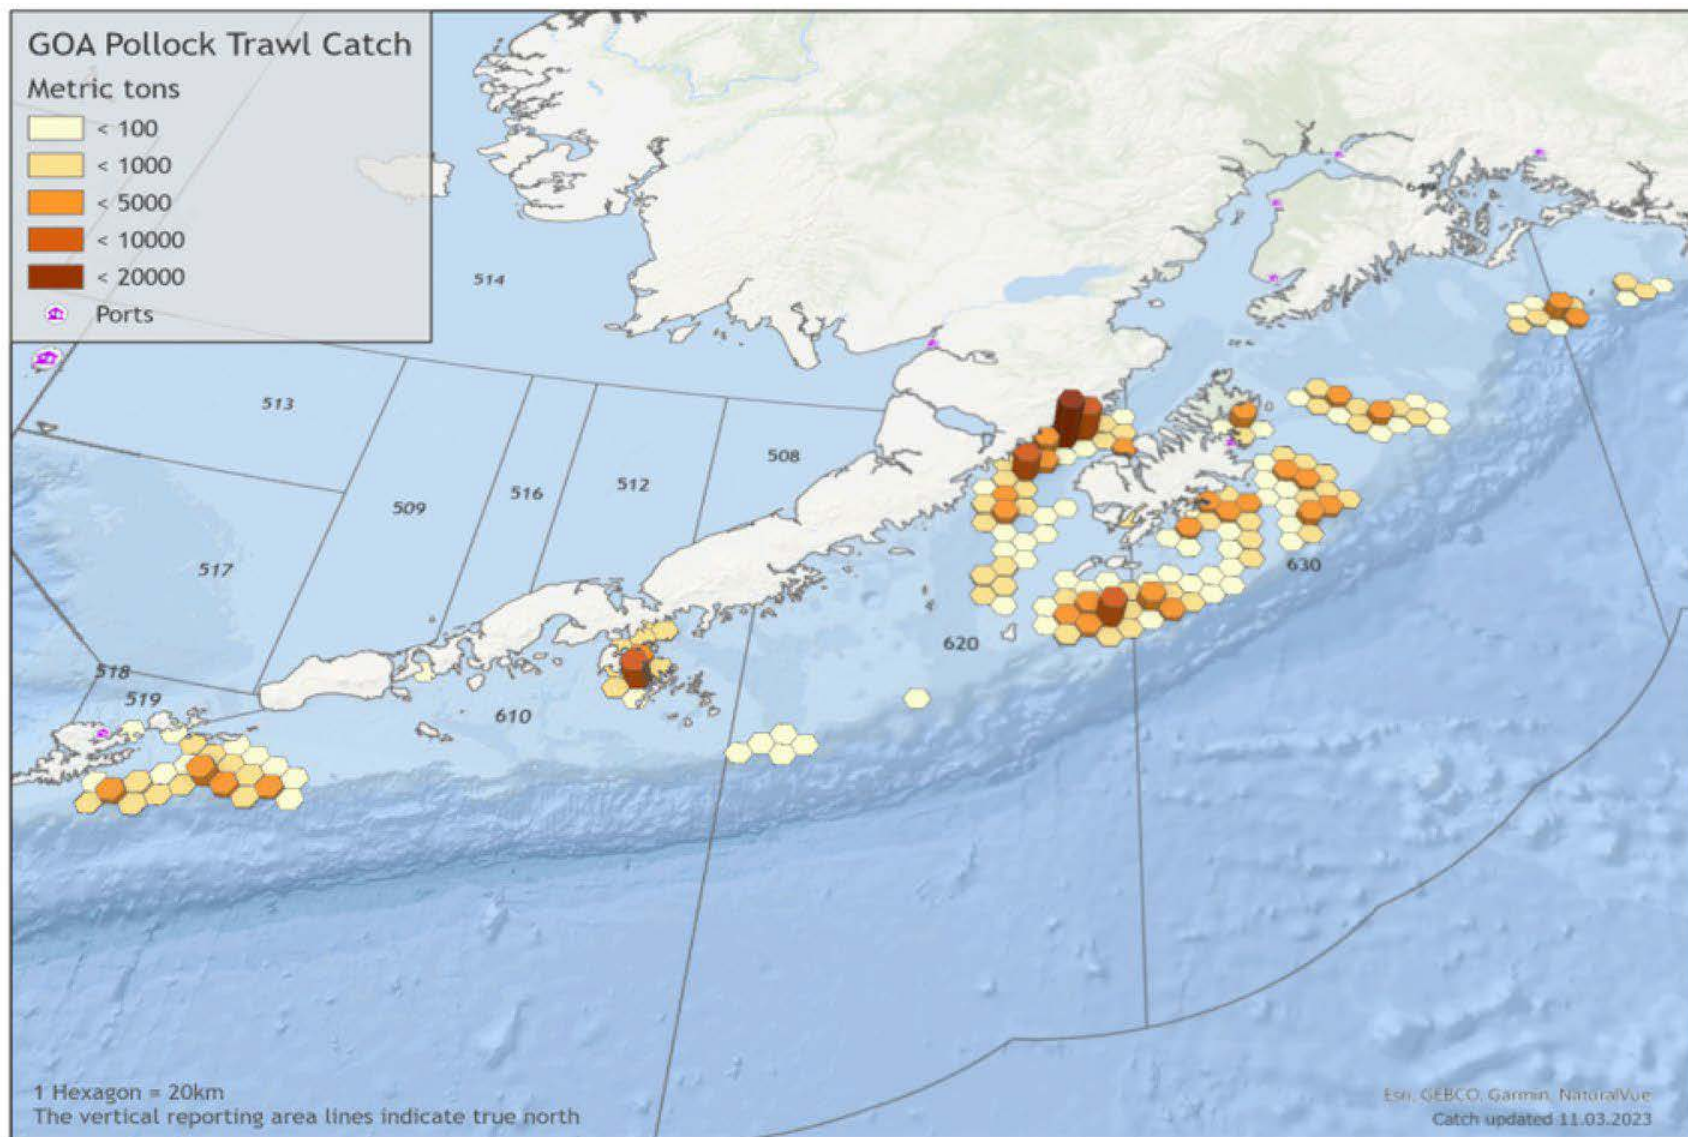 GOA Pollock Trawl Catch
Metric tons
< 100
< 1000
< 5000
< 10000
< 20000
Ports
514
513
508
516
512
509
517
630
620
518
519
610
1 Hexagon = 20km
The vertical reporting area lines indicate true north
Esri, GEBCO, Garmin, NaturalVue
Catch updated 11.03.2023